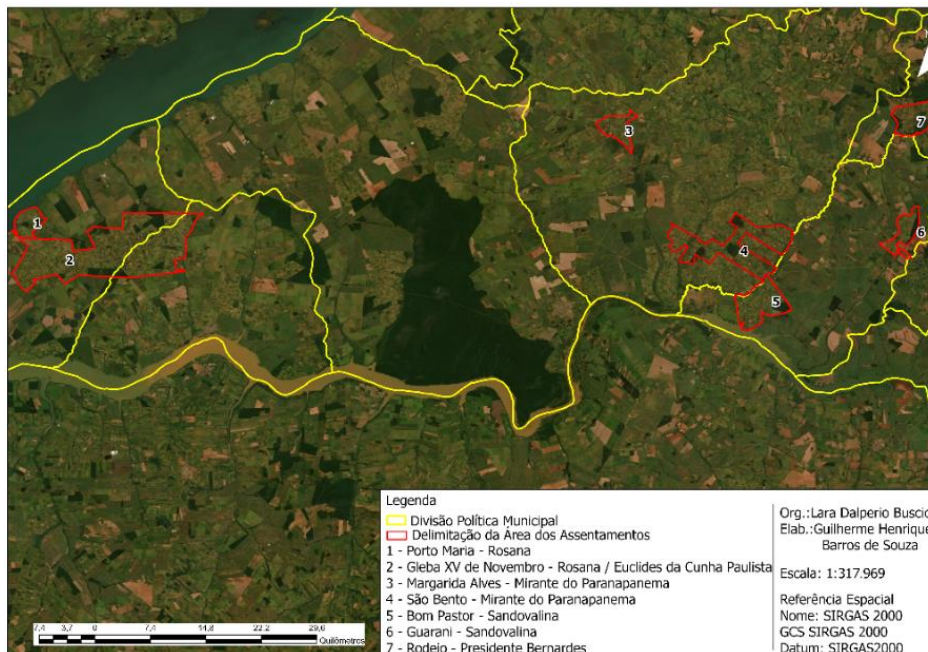 3
7
1
2
4
5
6
Legenda
Divisão Política Municipal
Delimitação da Área dos Assentamentos
1 - Porto Maria - Rosana
2 - Gleba XV de Novembro - Rosana / Euclides da Cunha Paulista
3 - Margarida Alves - Mirante do Paranapanema
4 - São Bento - Mirante do Paranapanema
5 - Bom Pastor - Sandovalina
6 - Guarani - Sandovalina
7 - Rodeio - Presidente Bernardes
Org.:Lara Dalperio Buscio
Elab.:Guilherme Henrique
Barros de Souza
Escala: 1:317.969
Referência Espacial
Nome: SIRGAS 2000
GCS SIRGAS 2000
Datum: SIRGAS2000
7,4 3,7 0 7,4 14,8 22,2 29,6
Quilômetros